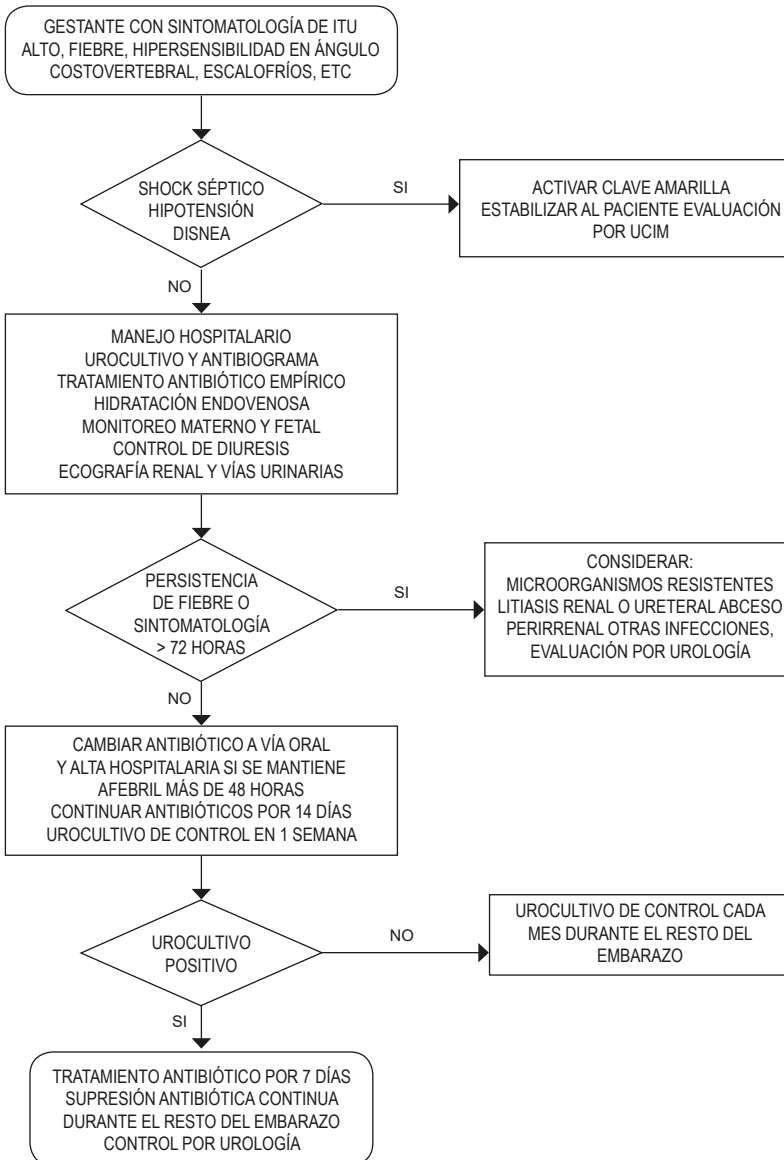 GESTANTE CON SINTOMATOLOGÍA DE ITU
ALTO, FIEBRE, HIPERSENSIBILIDAD EN ÁNGULO
COSTOVERTEBRAL, ESCALOFRÍOS, ETC
SHOCK SÉPTICO
HIPOTENSIÓN
DISNEA
SI
ACTIVAR CLAVE AMARILLA
ESTABILIZAR AL PACIENTE EVALUACIÓN
POR UCIM
NO
MANEJO HOSPITALARIO
UROCULTIVO Y ANTIBIOGRAMA
TRATAMIENTO ANTIBIÓTICO EMPÍRICO
HIDRATACIÓN ENDOVENOSA
MONITOREO MATERNO Y FETAL
CONTROL DE DIURESIS
ECOGRAFÍA RENAL Y VÍAS URINARIAS
PERSISTENCIA
DE FIEBRE O
SINTOMATOLOGÍA
> 72 HORAS
SI
CONSIDERAR:
MICROORGANISMOS RESISTENTES
LITIASIS RENAL O URETERAL ABCESO
PERIRRENAL OTRAS INFECCIONES,
EVALUACIÓN POR UROLOGÍA
NO
CAMBIAR ANTIBIÓTICO A VÍA ORAL
Y ALTA HOSPITALARIA SI SE MANTIENE
AFEBRIL MÁS DE 48 HORAS
CONTINUAR ANTIBIÓTICOS POR 14 DÍAS
UROCULTIVO DE CONTROL EN 1 SEMANA
UROCULTIVO
POSITIVO
NO
UROCULTIVO DE CONTROL CADA
MES DURANTE EL RESTO DEL
EMBARAZO
SI
TRATAMIENTO ANTIBIÓTICO POR 7 DÍAS
SUPRESIÓN ANTIBIÓTICA CONTINUA
DURANTE EL RESTO DEL EMBARAZO
CONTROL POR UROLOGÍA